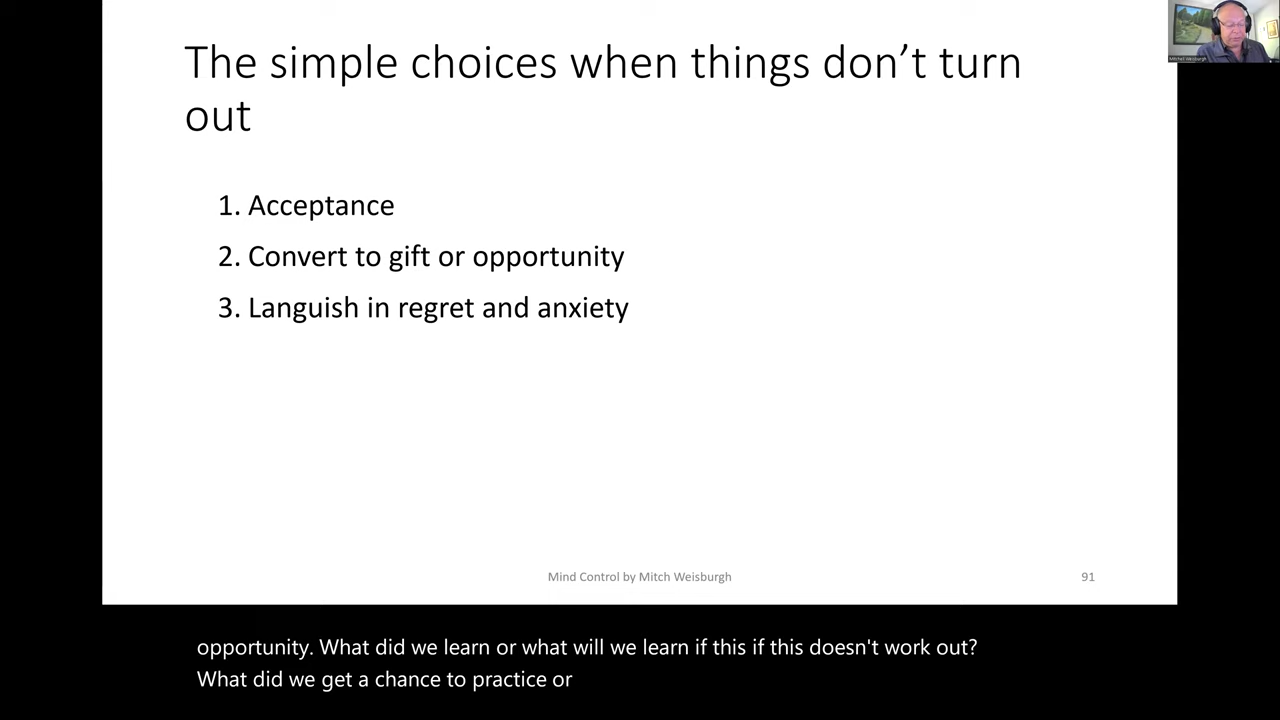 The simple choices when things don’t turn
out
1. Acceptance
2. Convert to gift or opportunity
3. Languish in regret and anxiety
Mind Control by Mitch Weisburgh
91
opportunity. What did we learn or what will we learn if this if this doesn't work out?
What did we get a chance to practice or